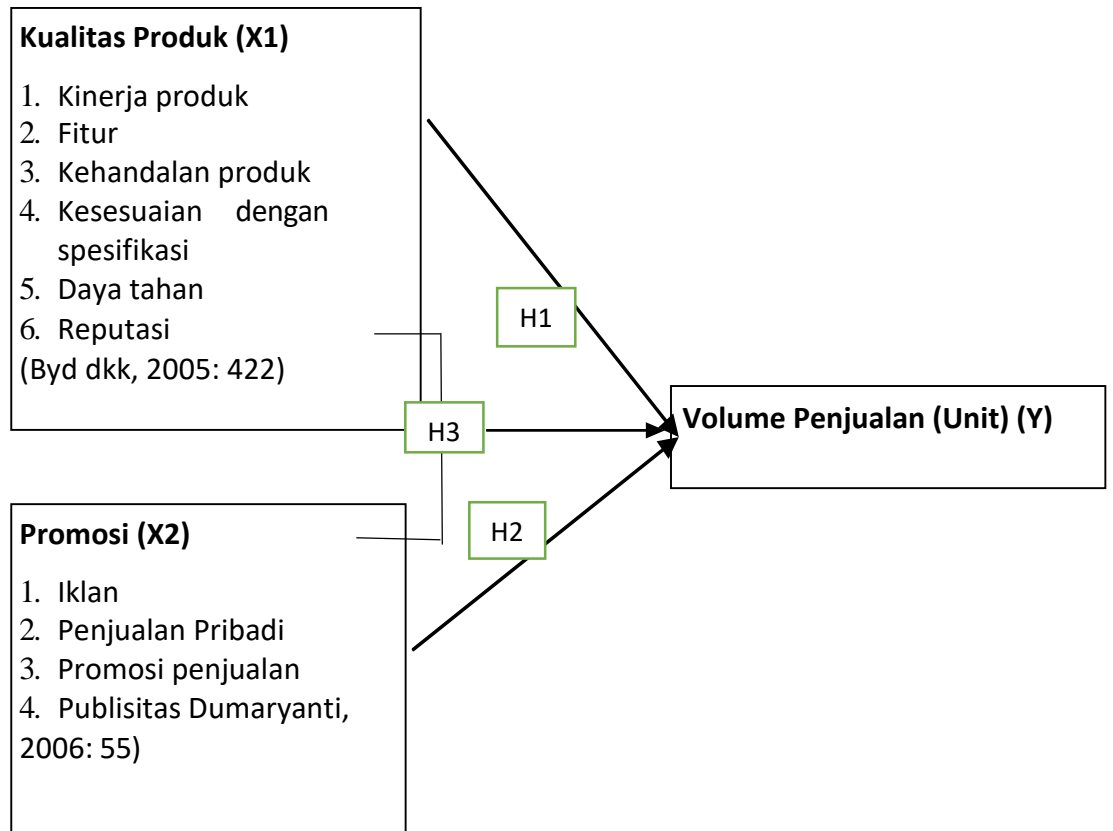 Kualitas Produk (X1)
1. Kinerja produk
2. Fitur
3. Kehandalan produk
4. Kesesuaian dengan
spesifikasi
5. Daya tahan
6. Reputasi
(Byd dkk, 2005: 422)
H1
H3
Volume Penjualan (Unit) (Y)
Promosi (X2)
H2
1. Iklan
2. Penjualan Pribadi
3. Promosi penjualan
4. Publisitas Dumaryanti,
2006: 55)